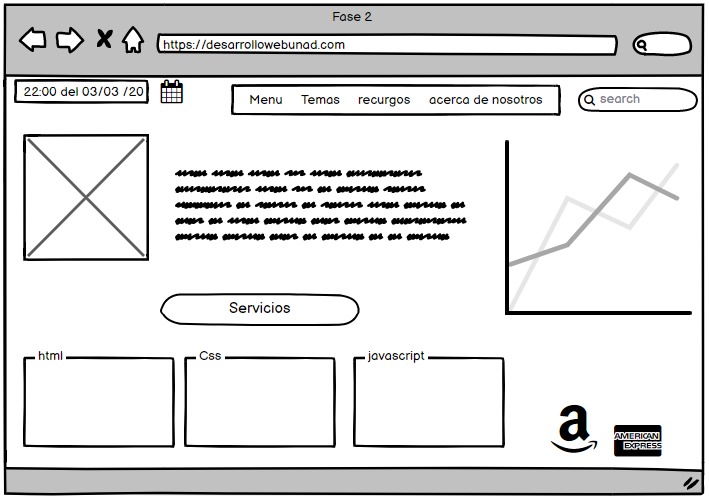 Fase 2
https://desarrollowebunad.com
22:00 del 03/03 /20
Menu Temas recurgos acerca de nosotros
search
Servicios
html Css javascript
a
AMERICAN
EXPRESS